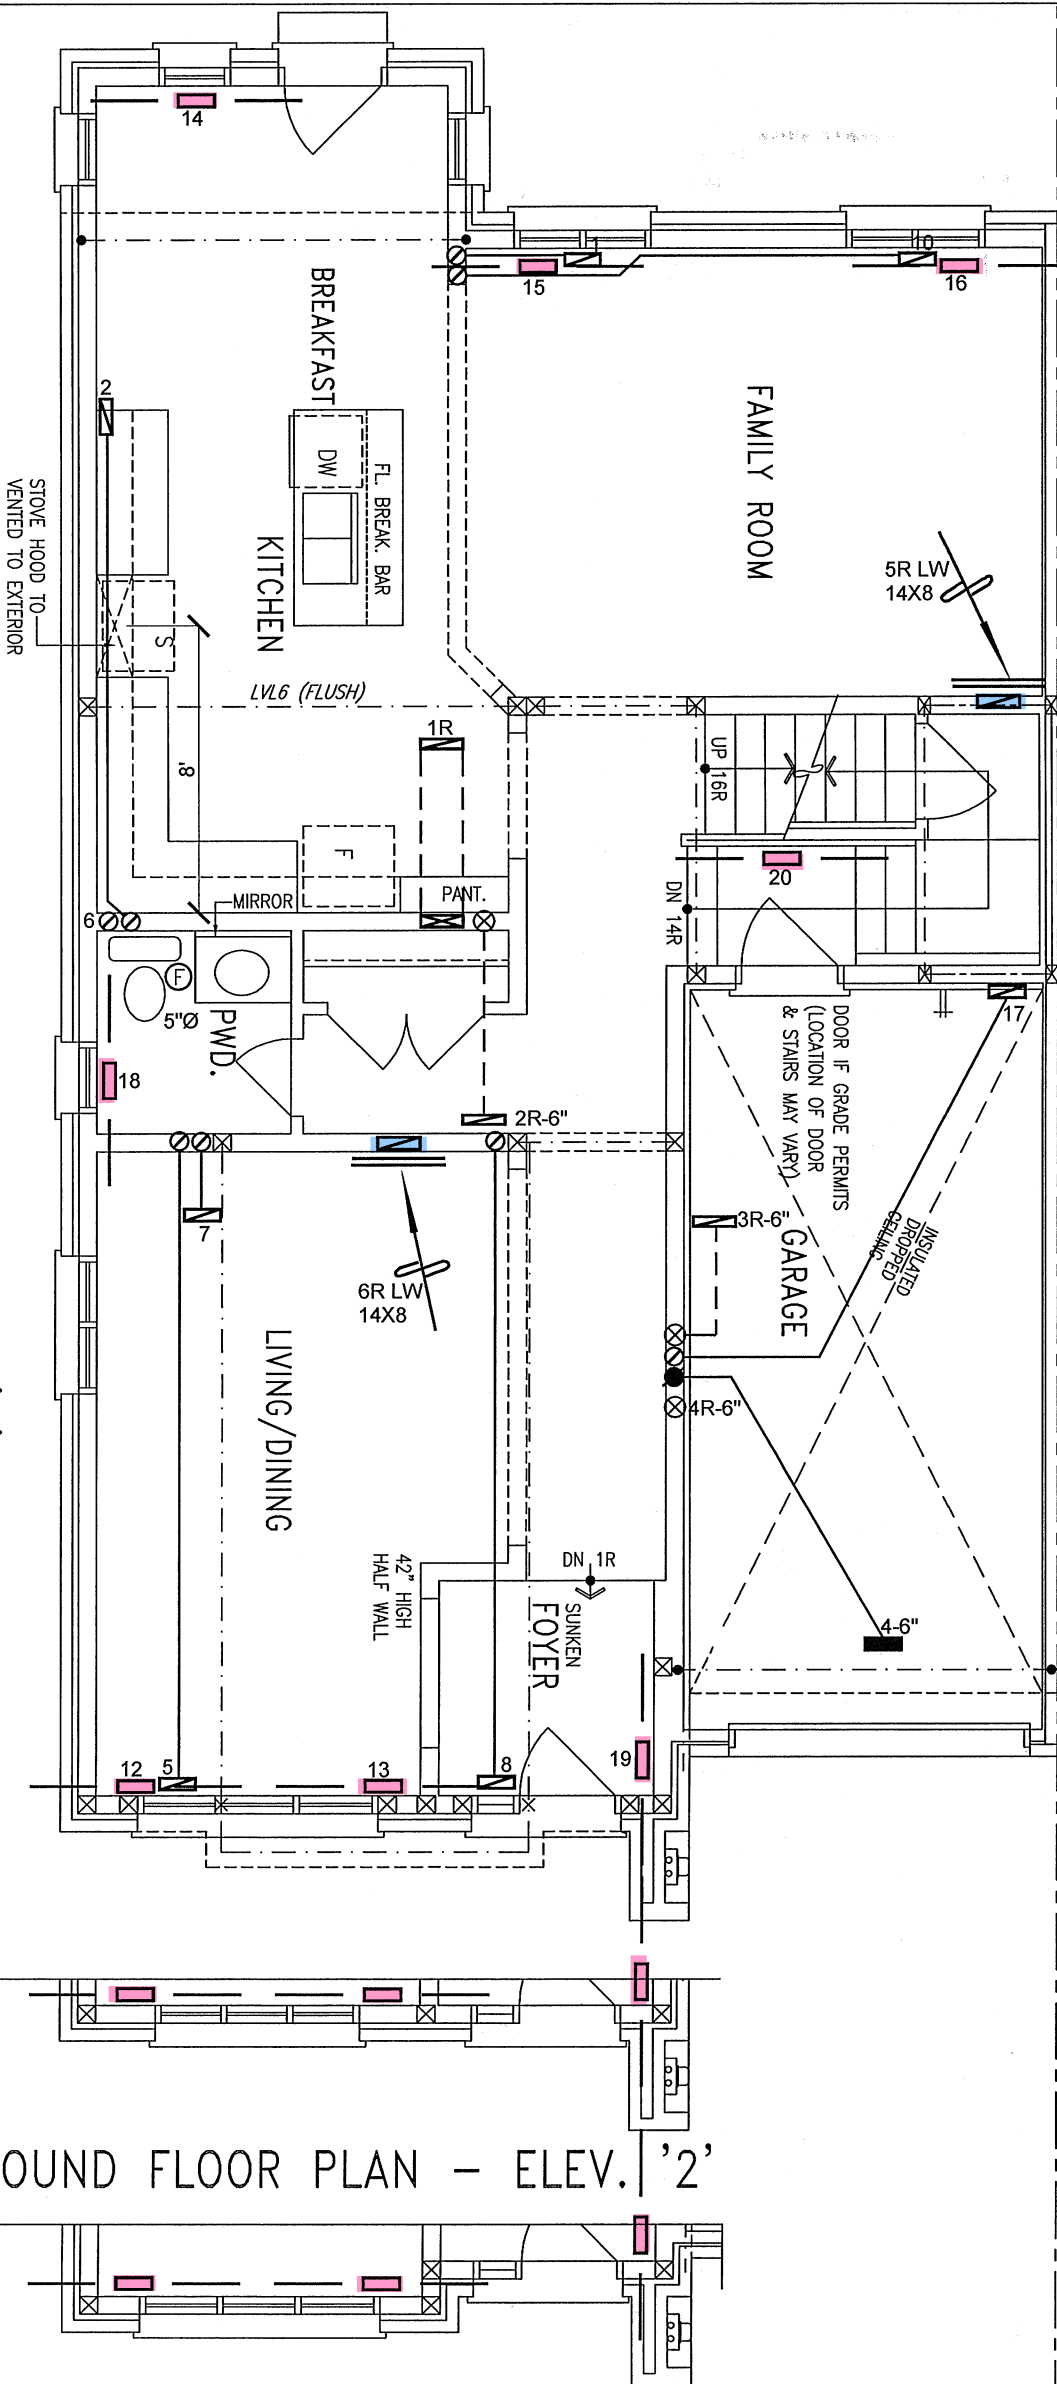 14
15
1
10
16
BREAKFAST
FAMILY ROOM
2
DW
FL. BREAK. BAR
KITCHEN
5R LW
14X8
STOVE HOOD TO
VENTED TO EXTERIOR
S
LVL6 (FLUSH)
1R
8'
UP 16R
F
20
MIRROR
PANT.
DN 14R
6
F
5"Ø
PWD.
18
17
DOOR IF GRADE PERMITS
(LOCATION OF DOOR
& STAIRS MAY VARY)
2R-6"
7
3R-6"
GARAGE
INSULATED
DROPPED
CEILING
6R LW
14X8
4R-6"
LIVING/DINING
42" HIGH
HALF WALL
DN 1R
SUNKEN
FOYER
4-6"
12
5
13
8
19
OUND FLOOR PLAN - ELEV. '2'